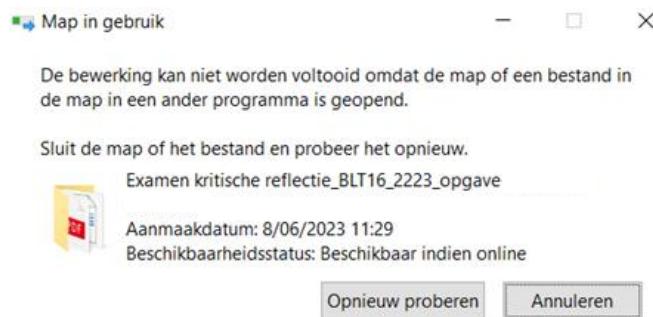 Map in gebruik
De bewerking kan niet worden voltooid omdat de map of een bestand in
de map in een ander programma is geopend.
Sluit de map of het bestand en probeer het opnieuw.
Examen kritische reflectie_BLT16_2223_opgave
PDF
Aanmaakdatum: 8/06/2023 11:29
Beschikbaarheidsstatus: Beschikbaar indien online
Opnieuw proberen
Annuleren